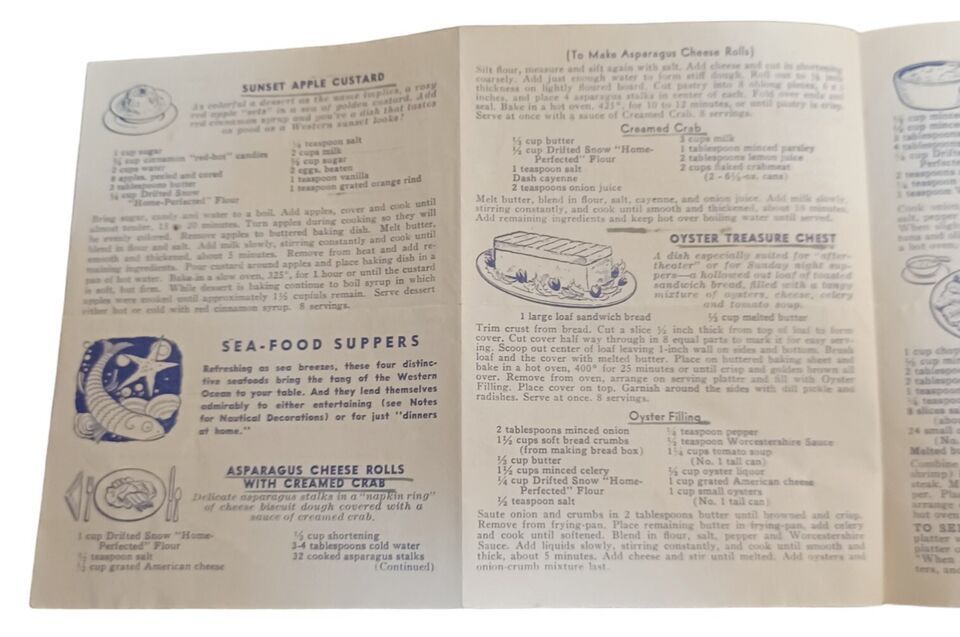 SUNSET APPLE CUSTARD
As colorful a dessert as the name implies, a rosy
red apple "sets" in a sea of golden custard. Add
red cinnamon syrup and you've a dish that tastes
as good as a Western sunset looks!
1 cup sugar
¾ cup cinnamon "red-hot" candies
2 cups water
8 apples, peeled and cored
2 tablespoons butter
¼ cup Drifted Snow
"Home-Perfected" Flour
¼ teaspoon salt
2 cups milk
⅓ cup sugar
2 eggs, beaten
1 teaspoon vanilla
1 teaspoon grated orange rind
Bring sugar, candy and water to a boil. Add apples, cover and cook until
almost tender, 15 - 20 minutes. Turn apples during cooking so they will
be evenly colored. Remove apples to buttered baking dish. Melt butter,
blend in flour and salt. Add milk slowly, stirring constantly and cook until
smooth and thickened, about 5 minutes. Remove from heat and add re-
maining ingredients. Pour custard around apples and place baking dish in a
pan of hot water. Bake in a slow oven, 325°, for 1 hour or until the custard
is soft, but firm. While dessert is baking continue to boil syrup in which
apples were cooked until approximately 1½ cupfuls remain. Serve dessert
either hot or cold with red cinnamon syrup. 8 servings.
SEA-FOOD SUPPERS
Refreshing as sea breezes, these four distinc-
tive seafoods bring the tang of the Western
Ocean to your table. And they lend themselves
admirably to either entertaining (see Notes
for Nautical Decorations) or for just "dinners
at home."
ASPARAGUS CHEESE ROLLS
WITH CREAMED CRAB
Delicate asparagus stalks in a "napkin ring"
of cheese biscuit dough covered with a
sauce of creamed crab.
1 cup Drifted Snow "Home-
Perfected" Flour
½ teaspoon salt
½ cup grated American cheese
⅓ cup shortening
3-4 tablespoons cold water
32 cooked asparagus stalks
(Continued)
(To Make Asparagus Cheese Rolls)
Sift flour, measure and sift again with salt. Add cheese and cut in shortening
coarsely. Add just enough water to form stiff dough. Roll out to ⅛ inch
thickness on lightly floured board. Cut pastry into 8 oblong pieces, 6 x 3
inches, and place 4 asparagus stalks in center of each. Fold over ends and
seal. Bake in a hot oven, 425°, for 10 to 12 minutes, or until pastry is crisp.
Serve at once with a sauce of Creamed Crab. 8 servings.
Creamed Crab
½ cup butter
½ cup Drifted Snow "Home-
Perfected" Flour
1 teaspoon salt
Dash cayenne
2 teaspoons onion juice
3 cups milk
1 tablespoon minced parsley
2 tablespoons lemon juice
2 cups flaked crabmeat
(2 - 6½-oz. cans)
Melt butter, blend in flour, salt, cayenne, and onion juice. Add milk slowly,
stirring constantly, and cook until smooth and thickened, about 15 minutes.
Add remaining ingredients and keep hot over boiling water until served.
OYSTER TREASURE CHEST
A dish especially suited for "after-
theater" or for Sunday night sup-
pers—a hollowed out loaf of toasted
sandwich bread, filled with a tangy
mixture of oysters, cheese, celery
and tomato soup.
1 large loaf sandwich bread
⅓ cup melted butter
Trim crust from bread. Cut a slice ½ inch thick from top of loaf to form
cover. Cut cover half way through in 8 equal parts to mark it for easy serv-
ing. Scoop out center of loaf leaving 1-inch wall on sides and bottom. Brush
loaf and the cover with melted butter. Place on buttered baking sheet and
bake in a hot oven, 400° for 25 minutes or until crisp and golden brown all
over. Remove from oven, arrange on serving platter and fill with Oyster
Filling. Place cover on top. Garnish around the sides with dill pickle and
radishes. Serve at once. 8 servings.
Oyster Filling
2 tablespoons minced onion
1½ cups soft bread crumbs
(from making bread box)
⅓ cup butter
1½ cups minced celery
¼ cup Drifted Snow "Home-
Perfected" Flour
½ teaspoon salt
¼ teaspoon pepper
½ teaspoon Worcestershire Sauce
1¼ cups tomato soup
(No. 1 tall can)
½ cup oyster liquor
1 cup grated American cheese
1 cup small oysters
(No. 1 tall can)
Saute onion and crumbs in 2 tablespoons butter until browned and crisp.
Remove from frying-pan. Place remaining butter in frying-pan, add celery
and cook until softened. Blend in flour, salt, pepper and Worcestershire
Sauce. Add liquids slowly, stirring constantly, and cook until smooth and
thick, about 5 minutes. Add cheese and stir until melted. Add oysters and
onion-crumb mixture last.